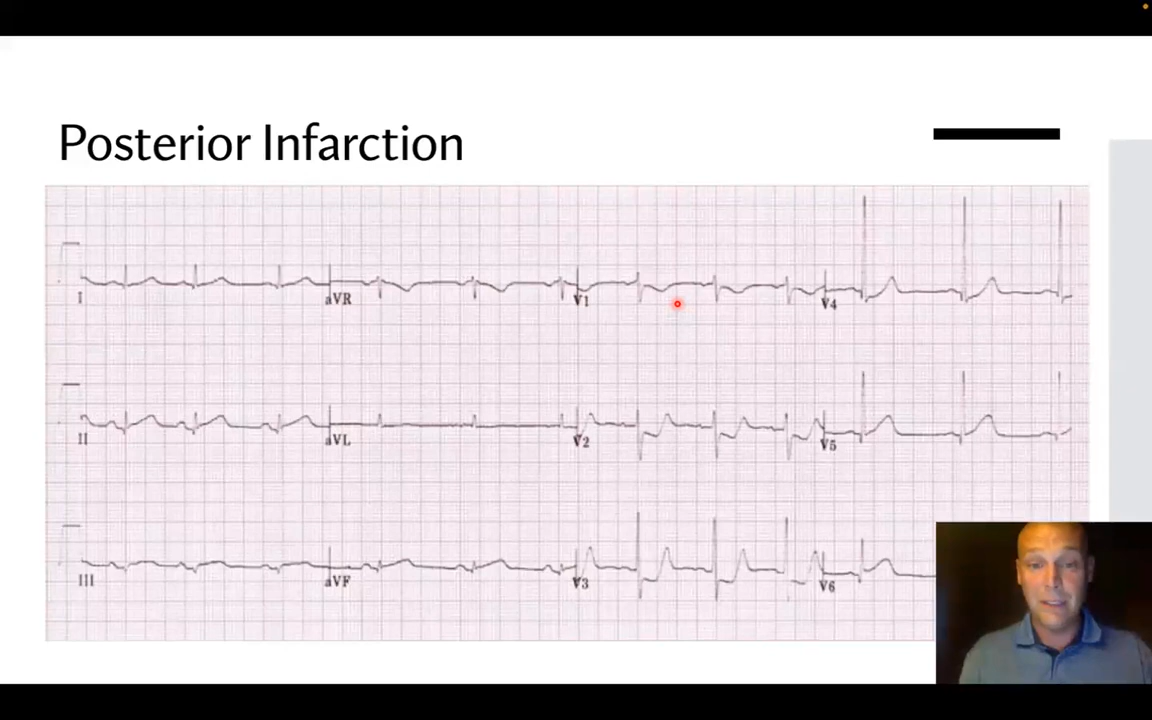 Posterior Infarction
I aVR V1 V4
II aVL V2 V5
III aVF V3 V6